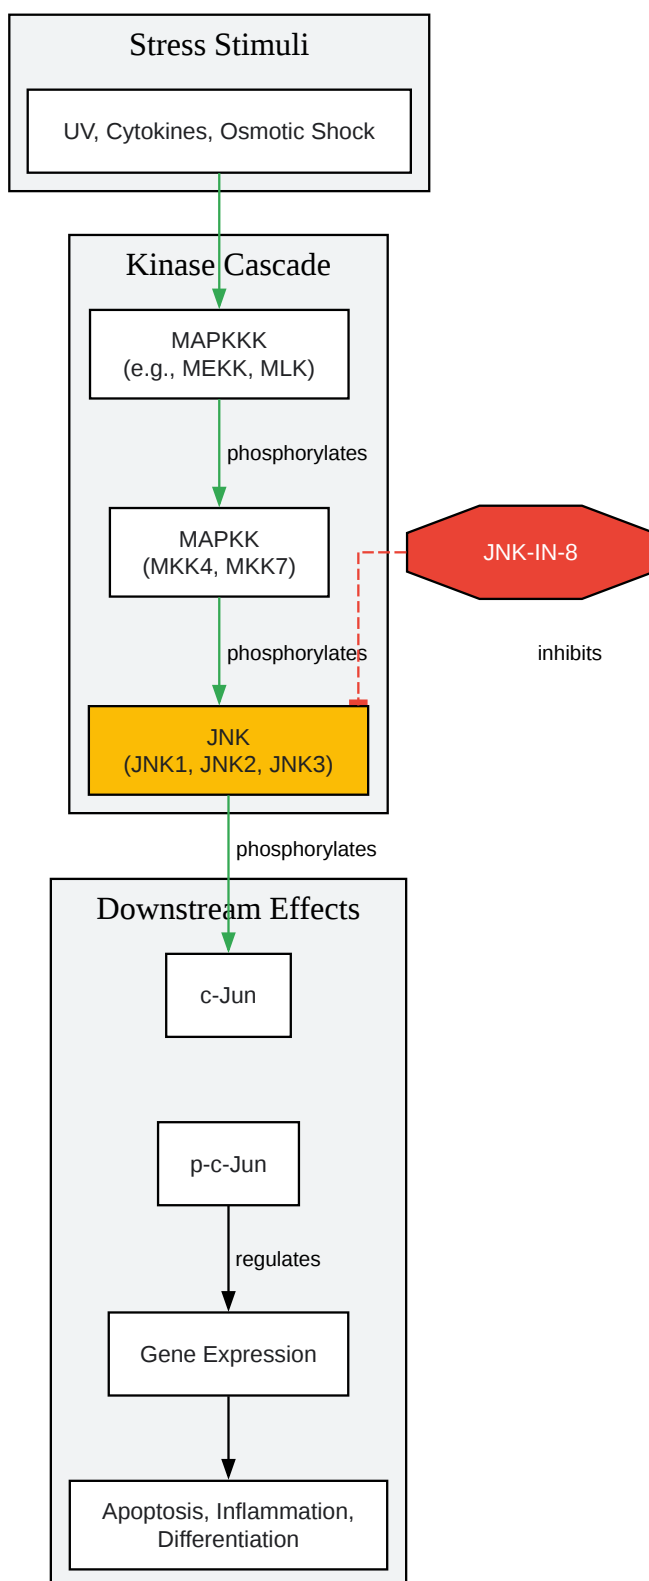 Stress Stimuli
UV, Cytokines, Osmotic Shock
Kinase Cascade
MAPKKK
(e.g., MEKK, MLK)
phosphorylates
MAPKK
(MKK4, MKK7)
JNK-IN-8
phosphorylates
inhibits
JNK
(JNK1, JNK2, JNK3)
phosphorylates
Downstream Effects
c-Jun
p-c-Jun
regulates
Gene Expression
Apoptosis, Inflammation,
Differentiation